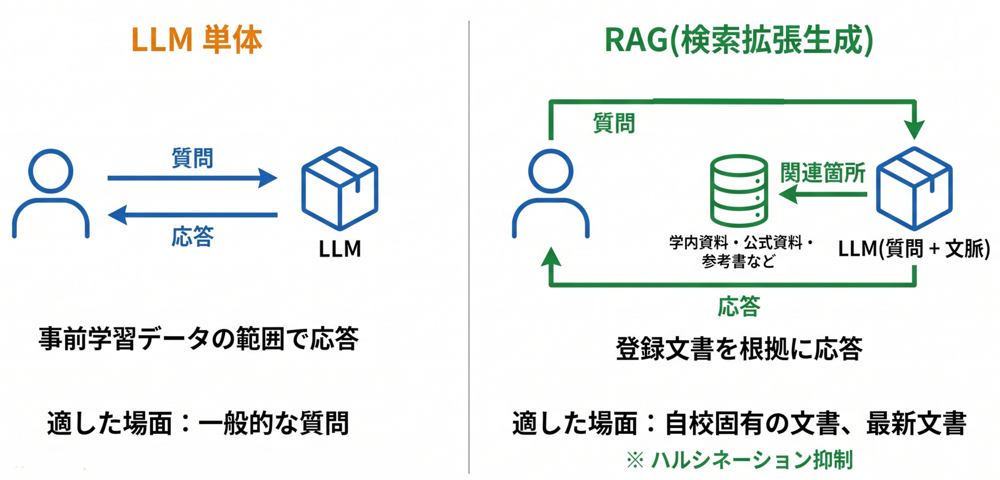 LLM 単体
質問
応答
LLM
事前学習データの範囲で応答
適した場面：一般的な質問
RAG(検索拡張生成)
質問
関連箇所
学内資料・公式資料・
参考書など
LLM(質問 + 文脈)
応答
登録文書を根拠に応答
適した場面：自校固有の文書、最新文書
※ ハルシネーション抑制